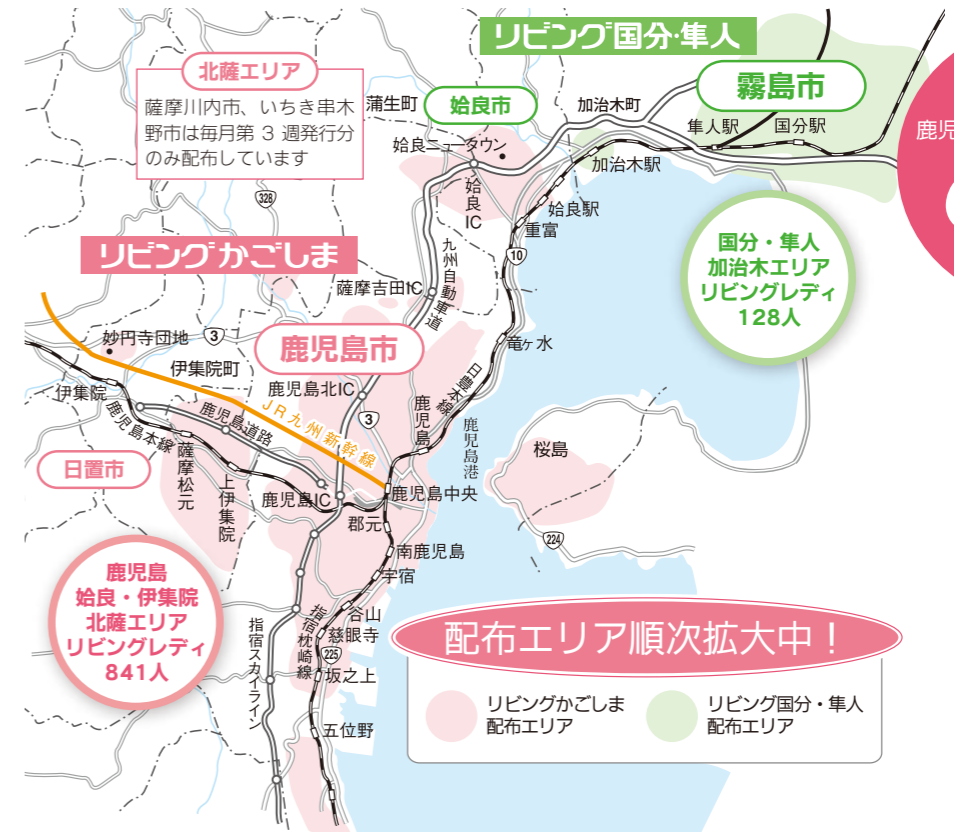 リビング国分・隼人
北薩エリア
薩摩川内市、いちき串木
野市は毎月第 3 週発行分
のみ配布しています
蒲生町
姶良市
加治木町
霧島市
隼人駅
国分駅
鹿児
姶良ニュータウン
加治木駅
姶良IC
姶良駅
重富
328
10
リビングかごしま
九州自動車道
薩摩吉田IC
国分・隼人
加治木エリア
リビングレディ
128人
妙円寺団地
3
鹿児島市
竜ヶ水
伊集院町
伊集院
鹿児島北IC
日豊本線
JR九州新幹線
3
鹿児島
鹿児島港
鹿児島道路
鹿児島本線
薩摩松元
上伊集院
桜島
日置市
鹿児島IC
鹿児島中央
郡元
224
南鹿児島
宇宿
鹿児島
姶良・伊集院
北薩エリア
リビングレディ
841人
谷山
慈眼寺
指宿枕崎線
225
坂之上
指宿スカイライン
五位野
配布エリア順次拡大中！
リビングかごしま
配布エリア
リビング国分・隼人
配布エリア